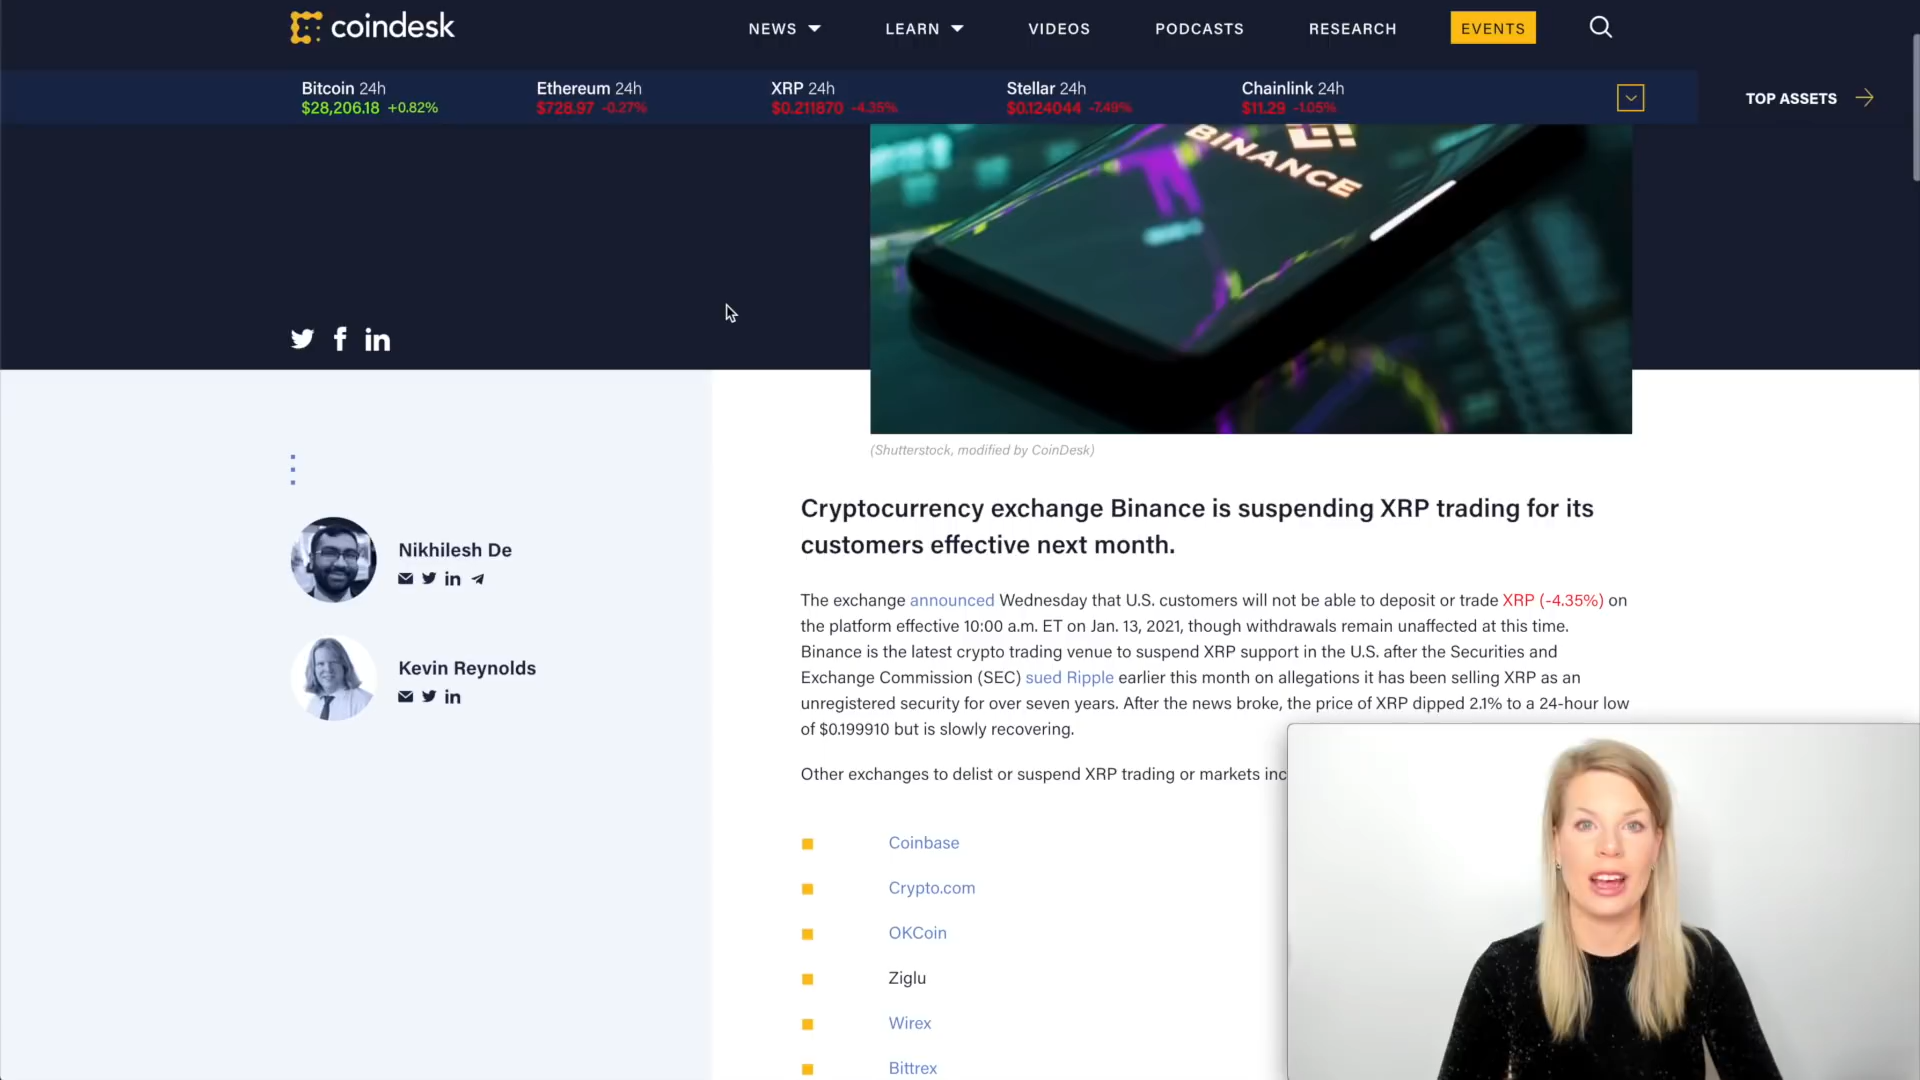 coindesk
NEWS
LEARN
VIDEOS
PODCASTS
RESEARCH
EVENTS
Bitcoin 24h
$28,206.18 +0.82%
Ethereum 24h
$728.97 -0.27%
XRP 24h
$0.211870 -4.35%
Stellar 24h
$0.124044 -7.49%
Chainlink 24h
$11.29 -1.05%
TOP ASSETS
BINANCE
(Shutterstock, modified by CoinDesk)
Nikhilesh De
Kevin Reynolds
Cryptocurrency exchange Binance is suspending XRP trading for its
customers effective next month.
The exchange announced Wednesday that U.S. customers will not be able to deposit or trade XRP (-4.35%) on
the platform effective 10:00 a.m. ET on Jan. 13, 2021, though withdrawals remain unaffected at this time.
Binance is the latest crypto trading venue to suspend XRP support in the U.S. after the Securities and
Exchange Commission (SEC) sued Ripple earlier this month on allegations it has been selling XRP as an
unregistered security for over seven years. After the news broke, the price of XRP dipped 2.1% to a 24-hour low
of $0.199910 but is slowly recovering.
Other exchanges to delist or suspend XRP trading or markets inc
Coinbase
Crypto.com
OKCoin
Ziglu
Wirex
Bittrex